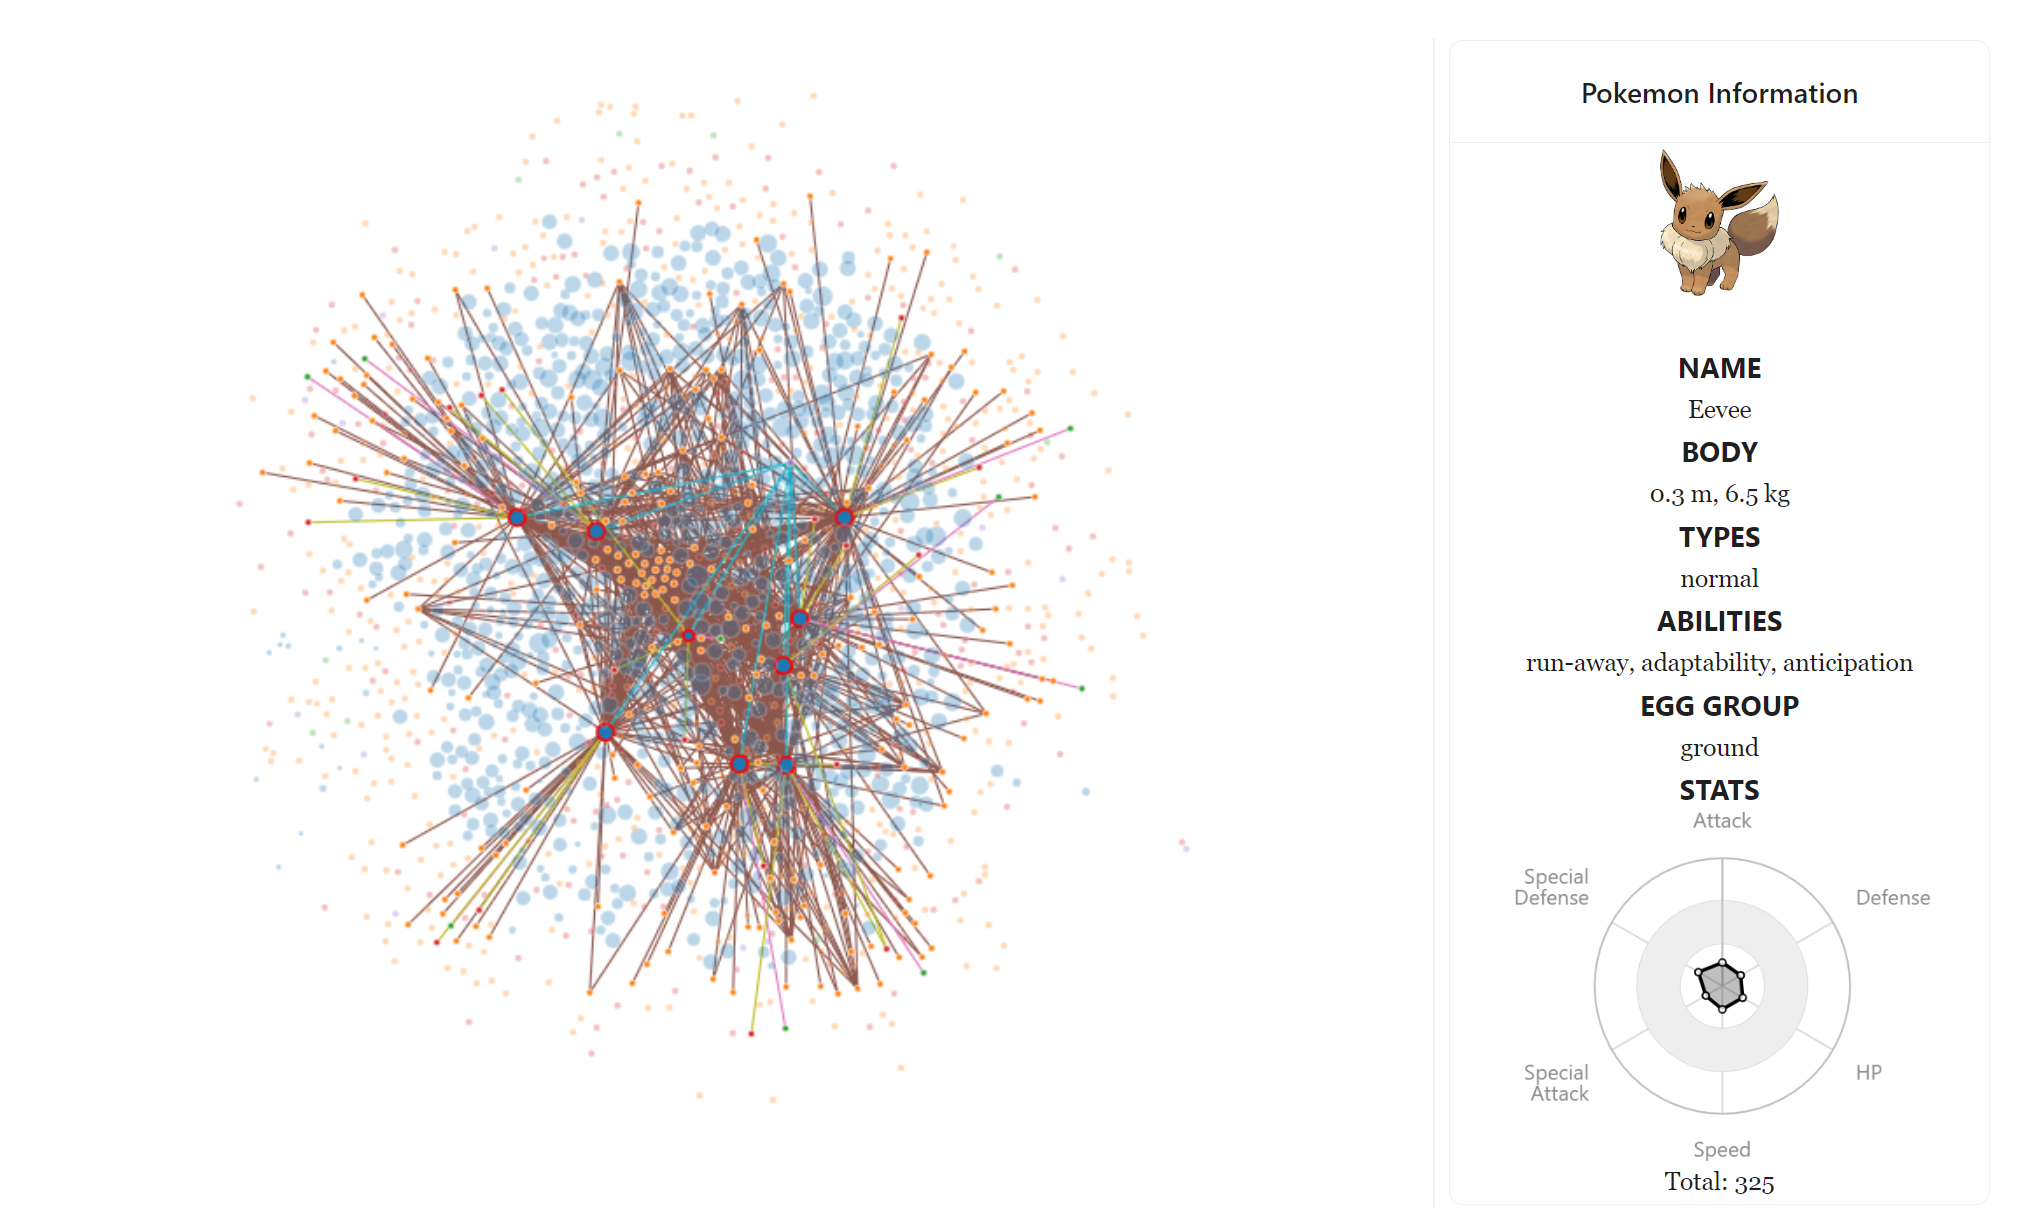 Pokemon Information
NAME
Eevee
BODY
0.3 m, 6.5 kg
TYPES
normal
ABILITIES
run-away, adaptability, anticipation
EGG GROUP
ground
STATS
Attack
Special
Defense
Defense
Special
Attack
HP
Speed
Total: 325